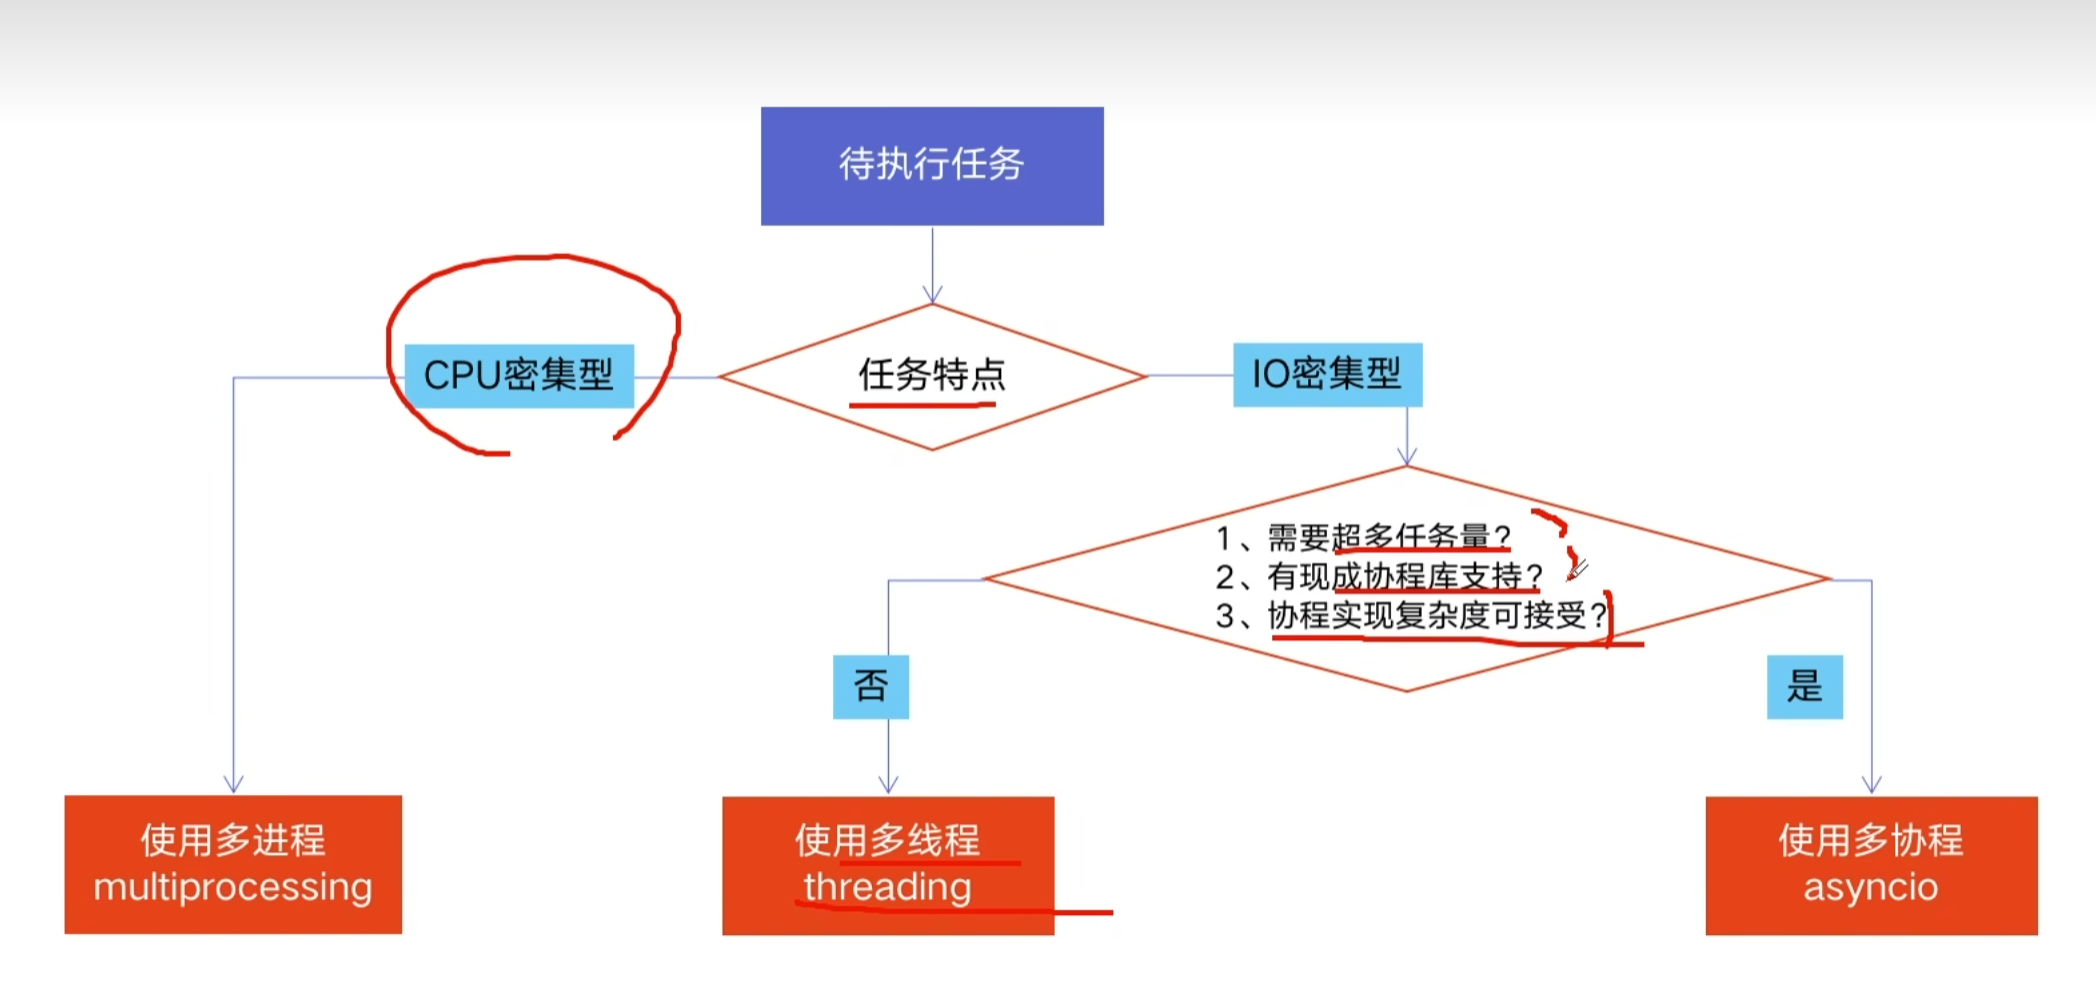 待执行任务
CPU密集型
任务特点
IO密集型
1、需要超多任务量?
2、有现成协程库支持?
3、协程实现复杂度可接受?
否
是
使用多进程
multiprocessing
使用多线程
threading
使用多协程
asyncio